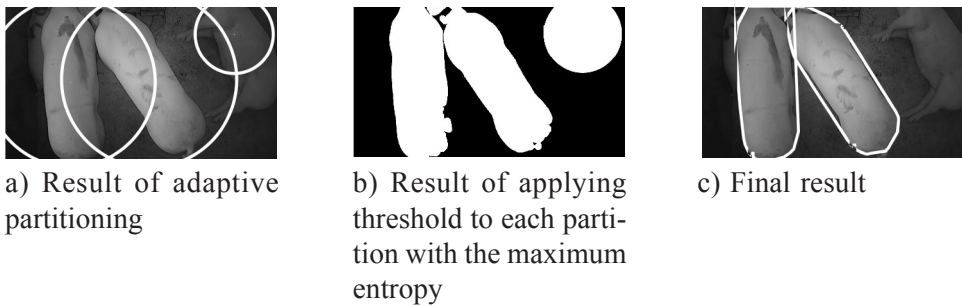 a) Result of adaptive
partitioning
b) Result of applying
threshold to each parti-
tion with the maximum
entropy
c) Final result